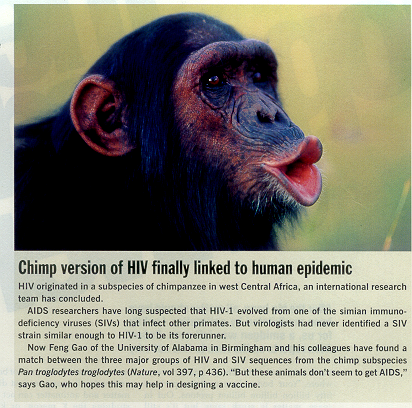 Chimp version of HIV finally linked to human epidemic
HIV originated in a subspecies of chimpanzee in west Central Africa, an international research
team has concluded.
AIDS researchers have long suspected that HIV-1 evolved from one of the simian immuno-
deficiency viruses (SIVs) that infect other primates. But virologists had never identified a SIV
strain similar enough to HIV-1 to be its forerunner.
Now Feng Gao of the University of Alabama in Birmingham and his colleagues have found a
match between the three major groups of HIV and SIV sequences from the chimp subspecies
Pan troglodytes troglodytes (Nature, vol 397, p 436). “But these animals don't seem to get AIDS,”
says Gao, who hopes this may help in designing a vaccine.